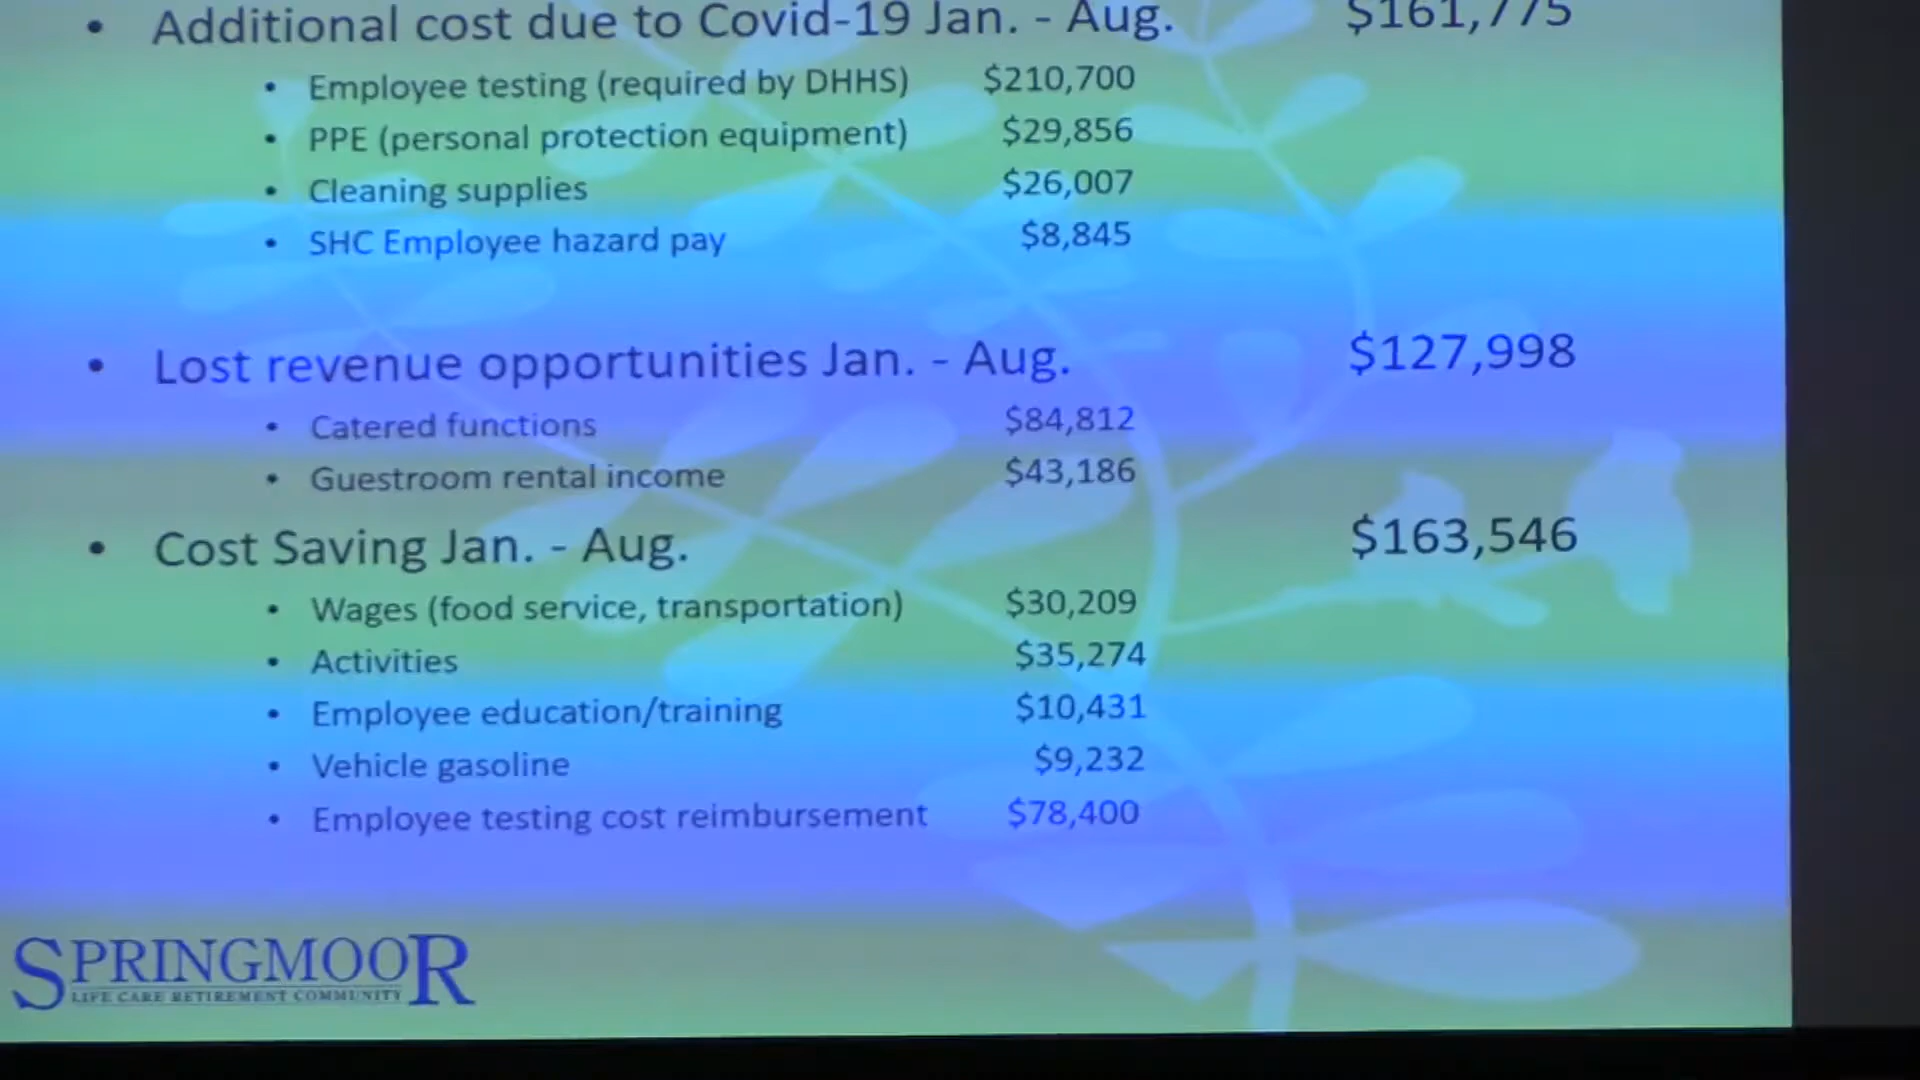 • Additional cost due to Covid-19 Jan. - Aug. $161,775
• Employee testing (required by DHHS) $210,700
• PPE (personal protection equipment) $29,856
• Cleaning supplies $26,007
• SHC Employee hazard pay $8,845
• Lost revenue opportunities Jan. - Aug. $127,998
• Catered functions $84,812
• Guestroom rental income $43,186
• Cost Saving Jan. - Aug. $163,546
• Wages (food service, transportation) $30,209
• Activities $35,274
• Employee education/training $10,431
• Vehicle gasoline $9,232
• Employee testing cost reimbursement $78,400
SPRINGMOOR
LIFE CARE RETIREMENT COMMUNITY